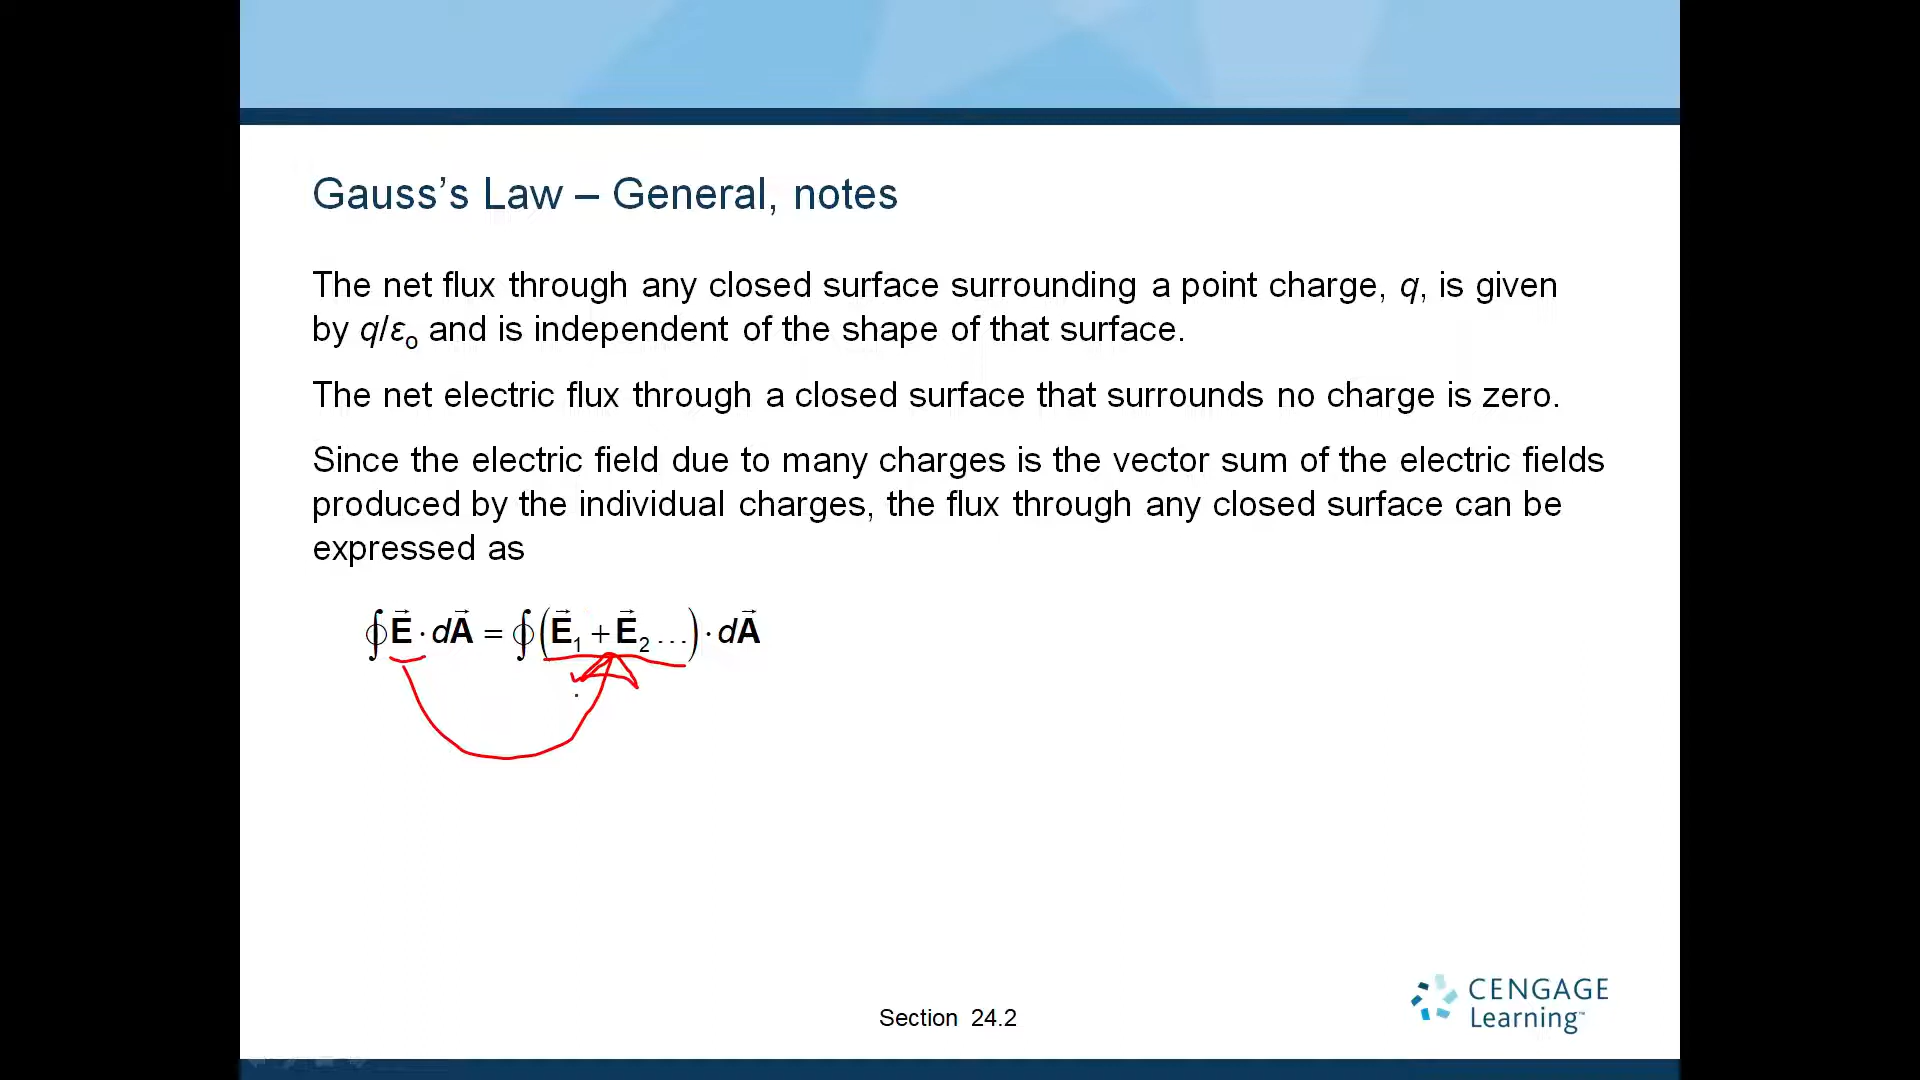 Gauss’s Law – General, notes
The net flux through any closed surface surrounding a point charge, q, is given
by q/εo and is independent of the shape of that surface.
The net electric flux through a closed surface that surrounds no charge is zero.
Since the electric field due to many charges is the vector sum of the electric fields
produced by the individual charges, the flux through any closed surface can be
expressed as
∮E⃗ · dA⃗ = ∮(E⃗₁ + E⃗₂ …) · dA⃗
CENGAGE
Learning™
Section 24.2